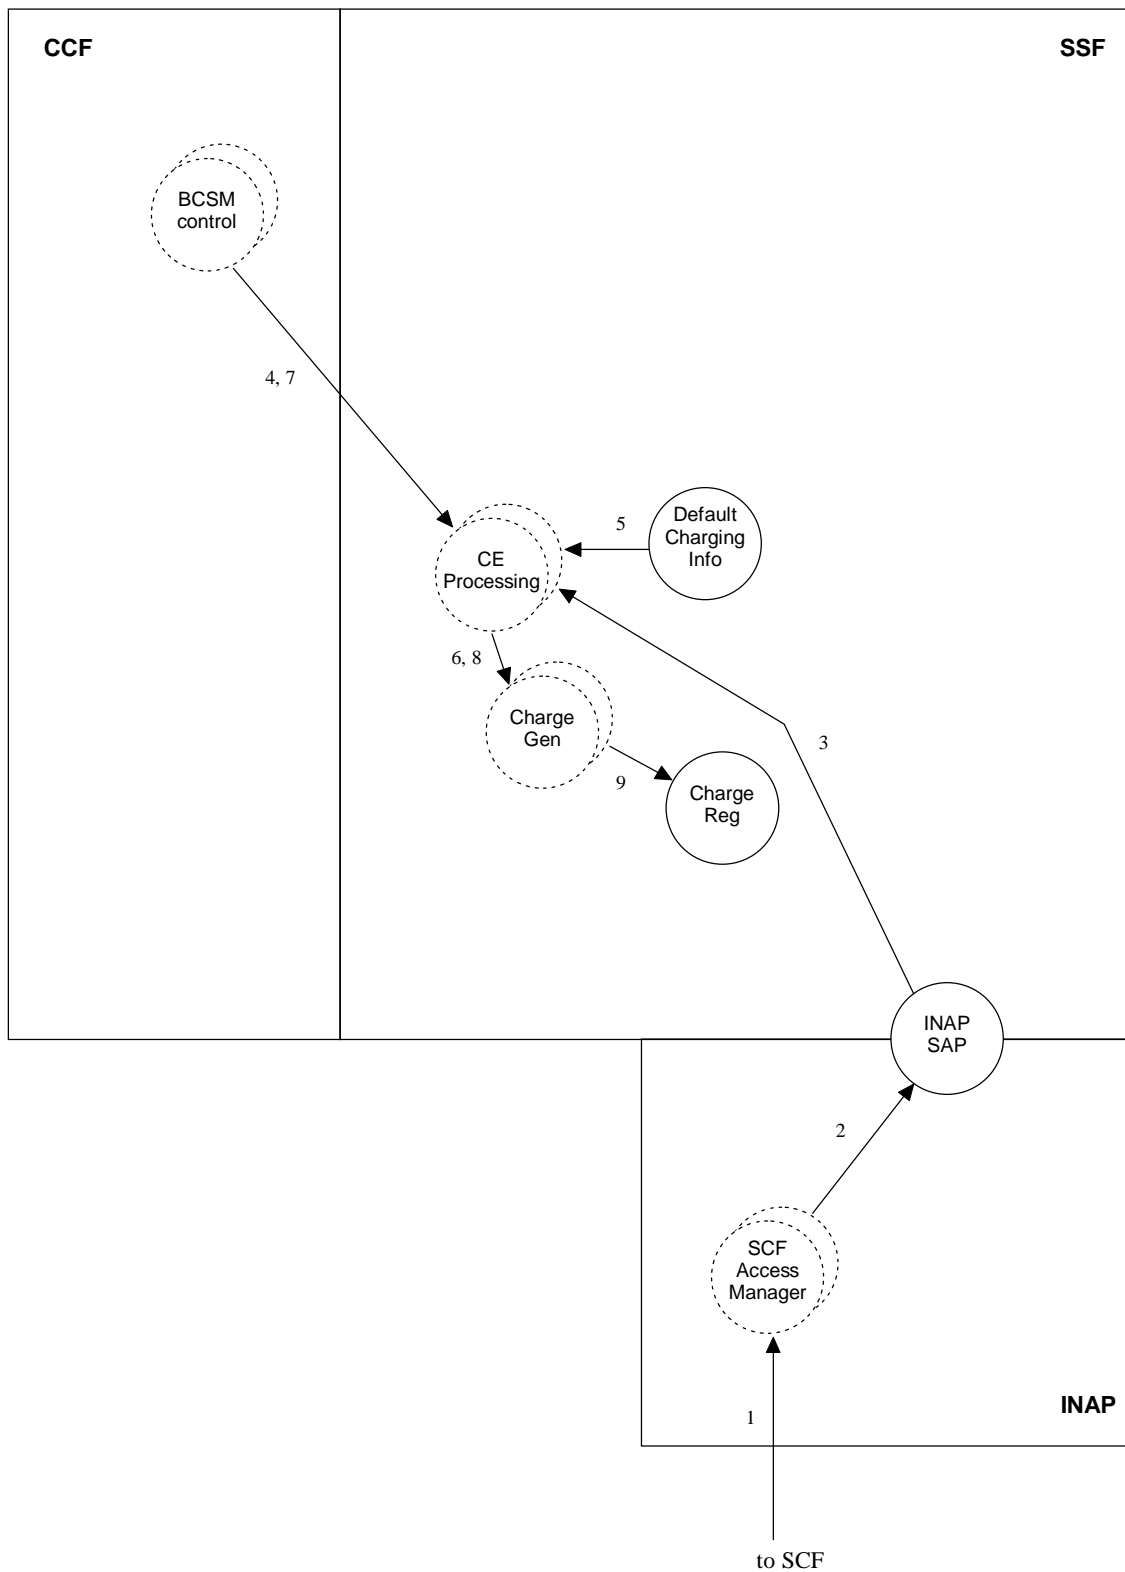 CCF
SSF
BCSM
control
4, 7
Default
Charging
Info
5
CE
Processing
6, 8
Charge
Gen
3
9
Charge
Reg
INAP
SAP
2
SCF
Access
Manager
INAP
1
to SCF